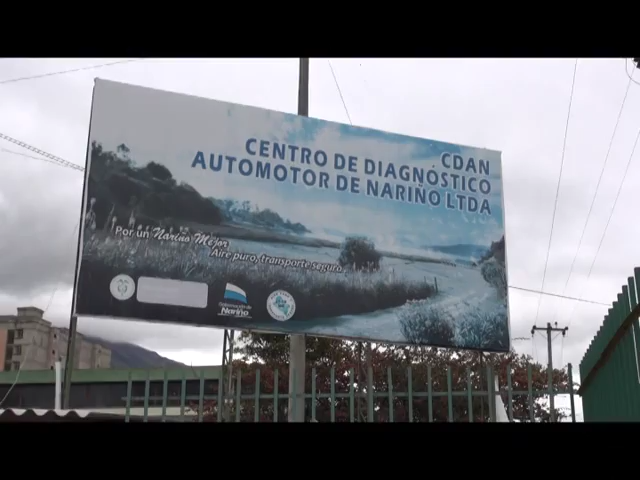 CDAN
CENTRO DE DIAGNÓSTICO
AUTOMOTOR DE NARIÑO LTDA
Por un Nariño Mejor
Aire puro, transporte seguro
Nariño